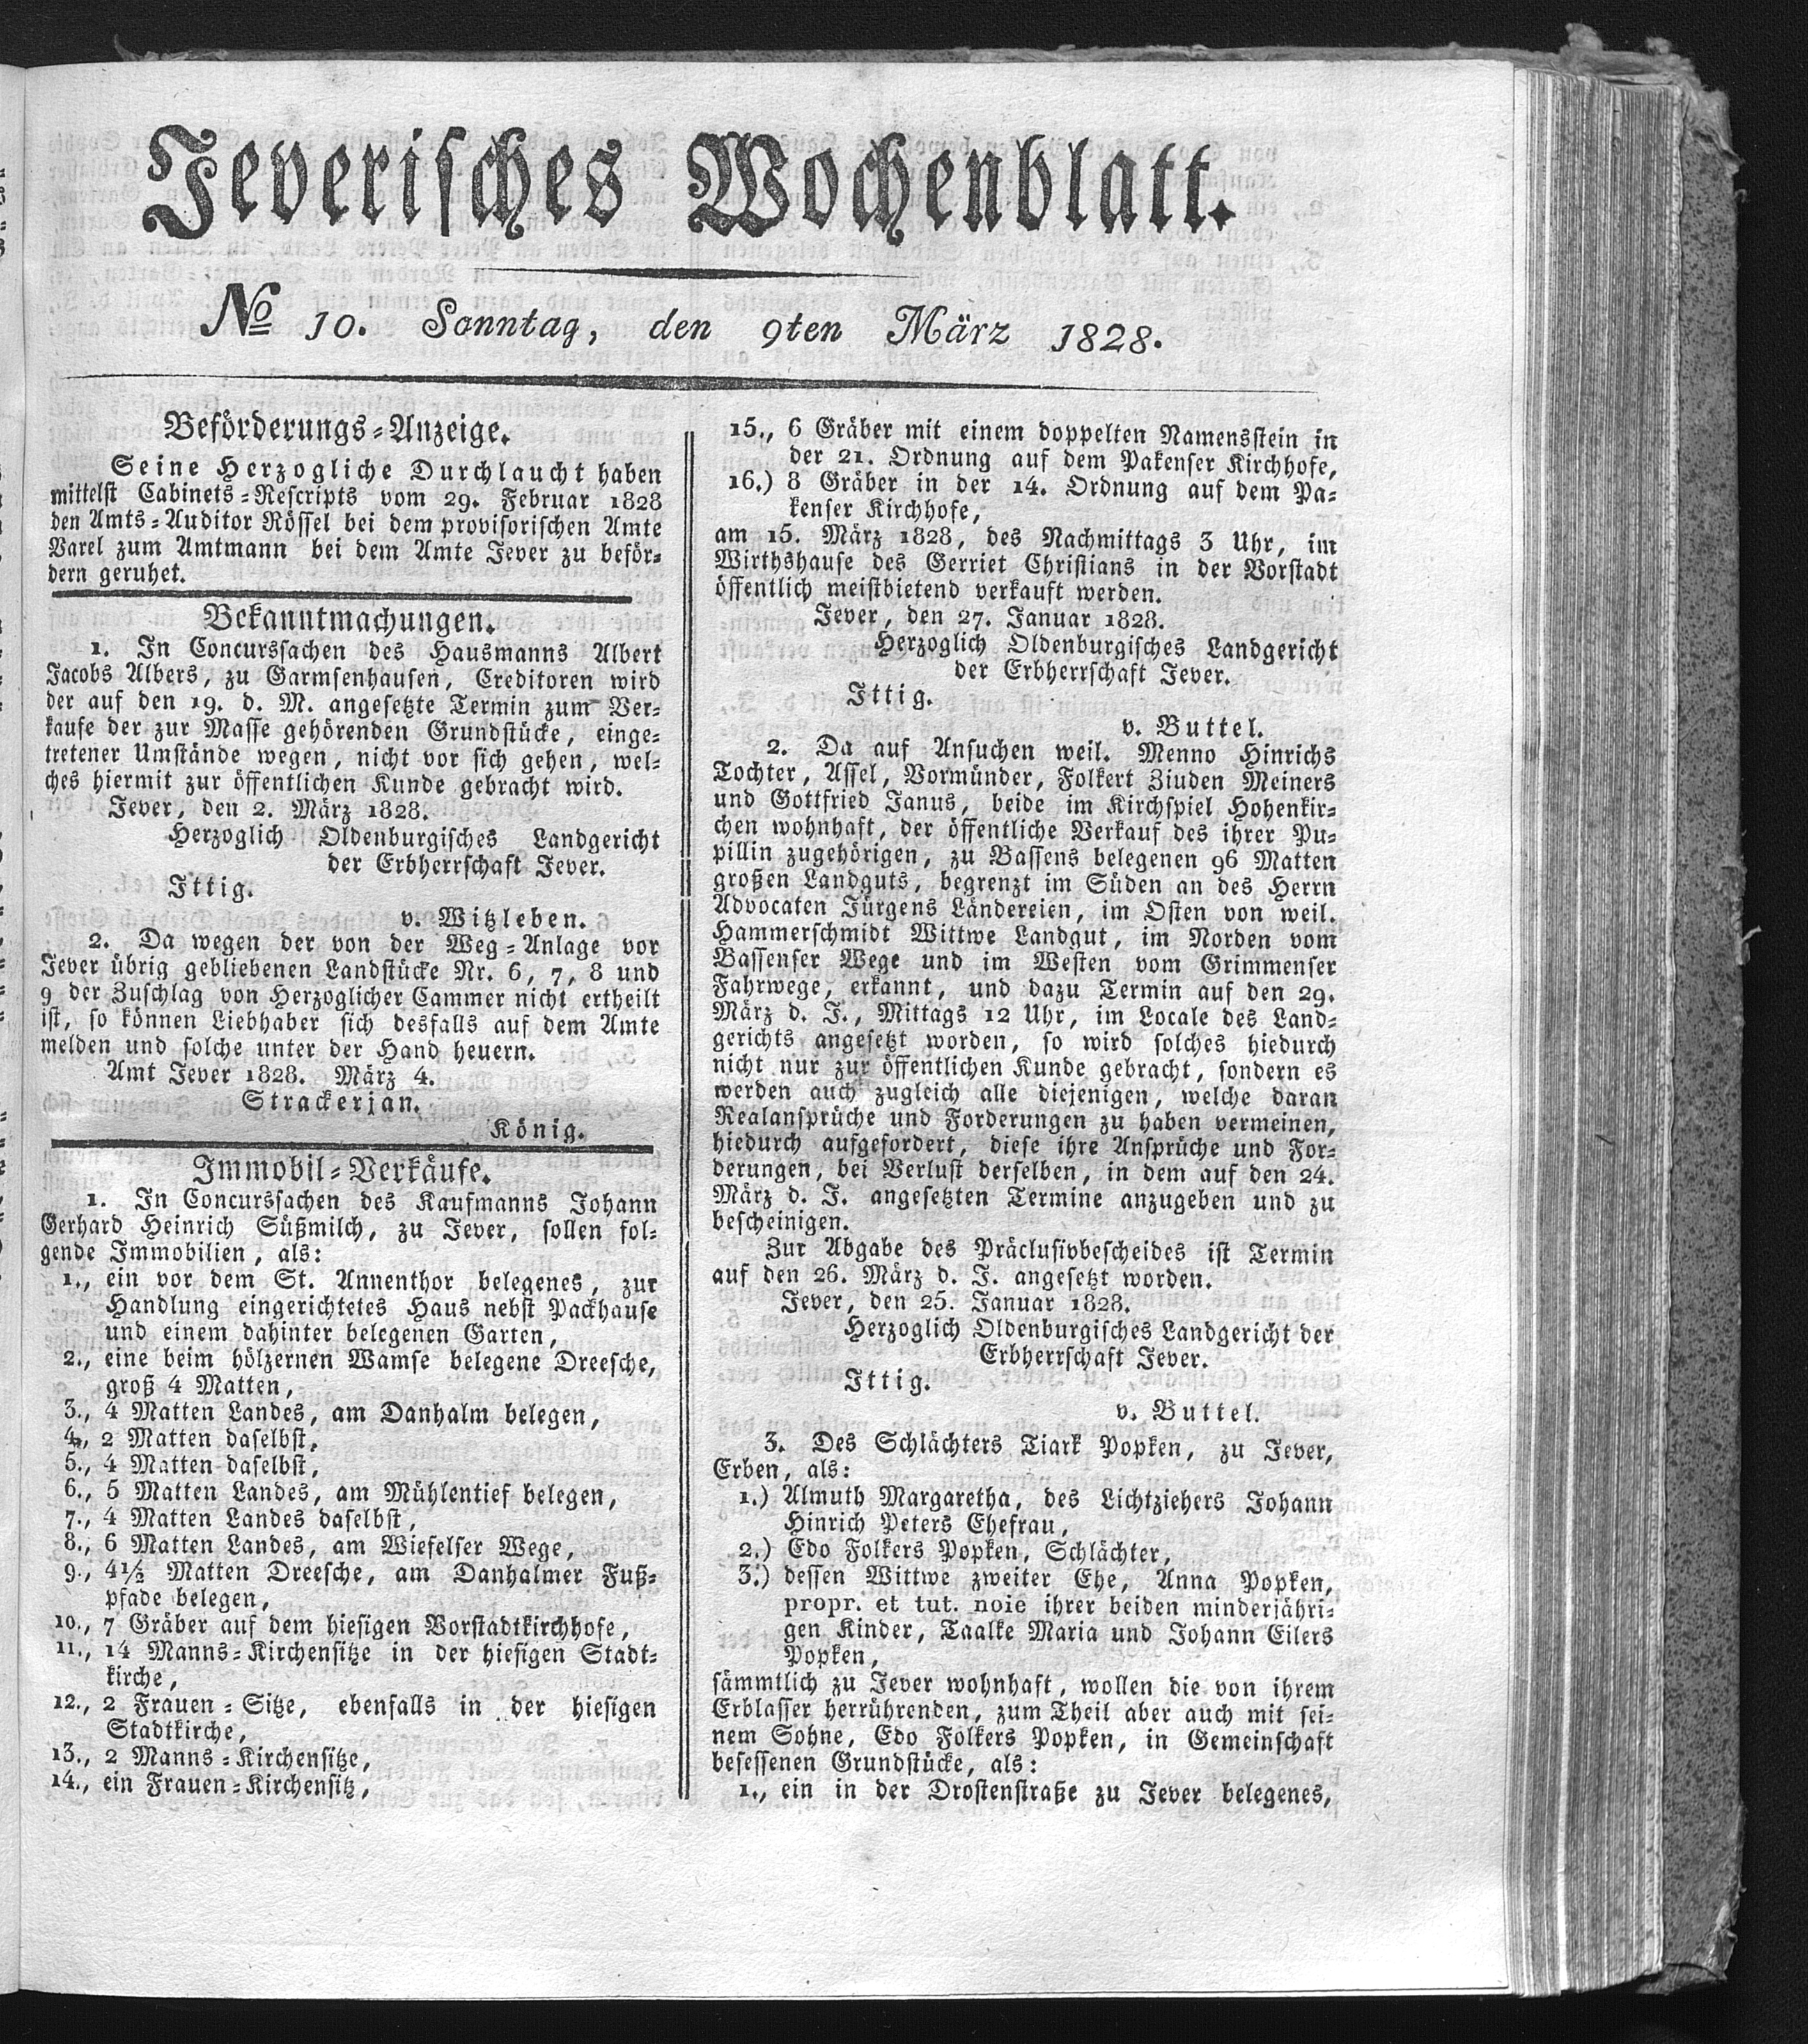 Jeverisches Wochenblatt.
No 10. Sonntag, den 9ten März 1828.
Beförderungs-Anzeige.
Seine Herzogliche Durchlaucht haben
mittelst Cabinets-Rescripts vom 29. Februar 1828
den Amts-Auditor Rössel bei dem provisorischen Amte
Varel zum Amtmann bei dem Amte Jever zu beför-
dern geruhet.
Bekanntmachungen.
1. In Concurssachen des Hausmanns Albert
Jacobs Albers, zu Garmsenhausen, Creditoren wird
der auf den 19. d. M. angesetzte Termin zum Ver-
kaufe der zur Masse gehörenden Grundstücke, einge-
tretener Umstände wegen, nicht vor sich gehen, wel-
ches hiermit zur öffentlichen Kunde gebracht wird.
Jever, den 2. März 1828.
Herzoglich Oldenburgisches Landgericht
der Erbherrschaft Jever.
Ittig.
v. Witzleben.
2. Da wegen der von der Weg-Anlage vor
Jever übrig gebliebenen Landstücke Nr. 6, 7, 8 und
9 der Zuschlag von Herzoglicher Cammer nicht ertheilt
ist, so können Liebhaber sich desfalls auf dem Amte
melden und solche unter der Hand heuern.
Amt Jever 1828. März 4.
Strackerjan.
König.
Immobil-Verkäufe.
1. In Concurssachen des Kaufmanns Johann
Gerhard Heinrich Süßmilch, zu Jever, sollen fol-
gende Immobilien, als:
1., ein vor dem St. Annenthor belegenes, zur
Handlung eingerichtetes Haus nebst Packhause
und einem dahinter belegenen Garten,
2., eine beim hölzernen Wamse belegene Dreesche,
groß 4 Matten,
3., 4 Matten Landes, am Danhalm belegen,
4., 2 Matten daselbst,
5., 4 Matten daselbst,
6., 5 Matten Landes, am Mühlentief belegen,
7., 4 Matten Landes daselbst,
8., 6 Matten Landes, am Wiefelser Wege,
9., 4½ Matten Dreesche, am Danhalmer Fuß-
pfade belegen,
10., 7 Gräber auf dem hiesigen Vorstadtkirchhofe,
11., 14 Manns-Kirchensitze in der hiesigen Stadt-
kirche,
12., 2 Frauen-Sitze, ebenfalls in der hiesigen
Stadtkirche,
13., 2 Manns-Kirchensitze,
14., ein Frauen-Kirchensitz,
15., 6 Gräber mit einem doppelten Namensstein in
der 21. Ordnung auf dem Pakenser Kirchhofe,
16.) 8 Gräber in der 14. Ordnung auf dem Pa-
kenser Kirchhofe,
am 15. März 1828, des Nachmittags 3 Uhr, im
Wirthshause des Gerriet Christians in der Vorstadt
öffentlich meistbietend verkauft werden.
Jever, den 27. Januar 1828.
Herzoglich Oldenburgisches Landgericht
der Erbherrschaft Jever.
Ittig.
v. Buttel.
2. Da auf Ansuchen weil. Menno Hinrichs
Tochter, Assel, Vormünder, Folkert Ziuden Meiners
und Gottfried Janus, beide im Kirchspiel Hohenkir-
chen wohnhaft, der öffentliche Verkauf des ihrer Pu-
pillin zugehörigen, zu Bassens belegenen 96 Matten
großen Landguts, begrenzt im Süden an des Herrn
Advocaten Jürgens Ländereien, im Osten von weil.
Hammerschmidt Wittwe Landgut, im Norden vom
Bassenser Wege und im Westen vom Grimmenser
Fahrwege, erkannt, und dazu Termin auf den 29.
März d. J., Mittags 12 Uhr, im Locale des Land-
gerichts angesetzt worden, so wird solches hiedurch
nicht nur zur öffentlichen Kunde gebracht, sondern es
werden auch zugleich alle diejenigen, welche daran
Realansprüche und Forderungen zu haben vermeinen,
hiedurch aufgefordert, diese ihre Ansprüche und For-
derungen, bei Verlust derselben, in dem auf den 24.
März d. J. angesetzten Termine anzugeben und zu
bescheinigen.
Zur Abgabe des Präclusivbescheides ist Termin
auf den 26. März d. J. angesetzt worden.
Jever, den 25. Januar 1828.
Herzoglich Oldenburgisches Landgericht der
Erbherrschaft Jever.
Ittig.
v. Buttel.
3. Des Schlächters Tiark Popken, zu Jever,
Erben, als:
1.) Almuth Margaretha, des Lichtziehers Johann
Hinrich Peters Ehefrau,
2.) Edo Folkers Popken, Schlächter,
3.) dessen Wittwe zweiter Ehe, Anna Popken,
propr. et tut. noie ihrer beiden minderjähri-
gen Kinder, Taalke Maria und Johann Eilers
Popken,
sämmtlich zu Jever wohnhaft, wollen die von ihrem
Erblasser herrührenden, zum Theil aber auch mit sei-
nem Sohne, Edo Folkers Popken, in Gemeinschaft
besessenen Grundstücke, als:
1., ein in der Drostenstraße zu Jever belegenes,